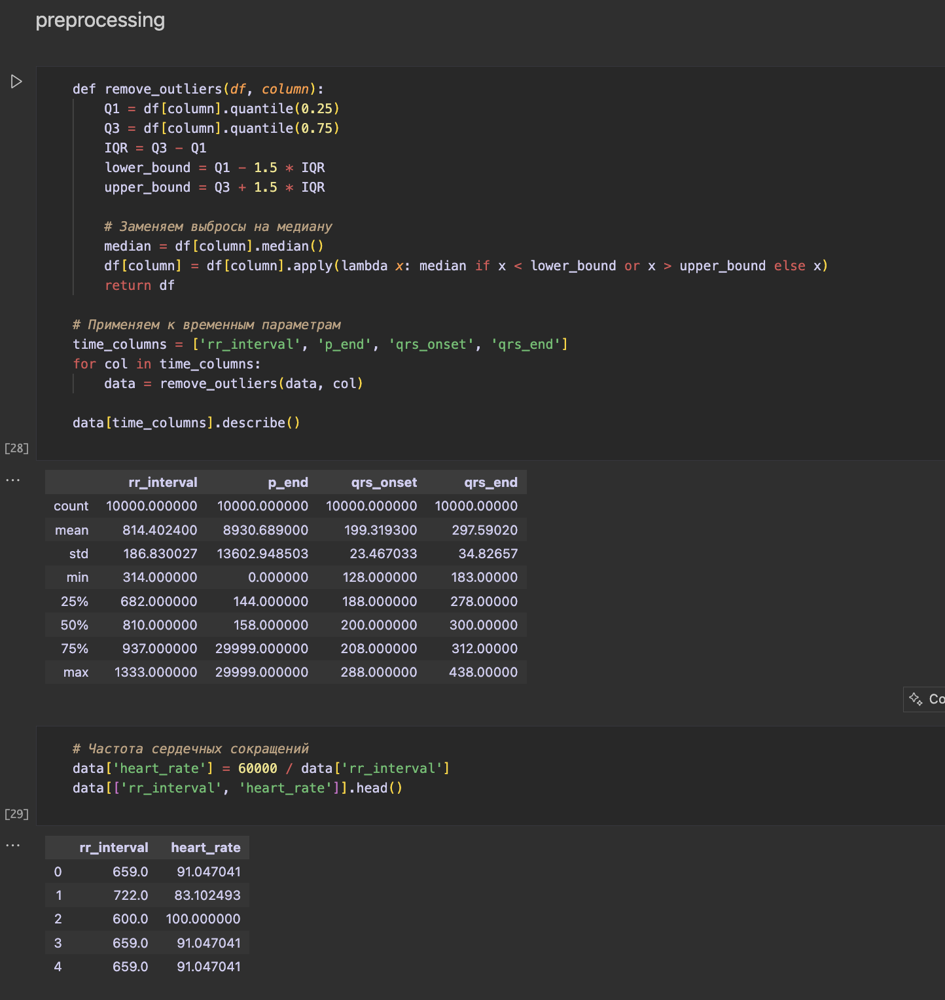 preprocessing
def remove_outliers(df, column):
Q1 = df[column].quantile(0.25)
Q3 = df[column].quantile(0.75)
IQR = Q3 - Q1
lower_bound = Q1 - 1.5 * IQR
upper_bound = Q3 + 1.5 * IQR
# Заменяем выбросы на медиану
median = df[column].median()
df[column] = df[column].apply(lambda x: median if x < lower_bound or x > upper_bound else x)
return df
# Применяем к временным параметрам
time_columns = ['rr_interval', 'p_end', 'qrs_onset', 'qrs_end']
for col in time_columns:
data = remove_outliers(data, col)
data[time_columns].describe()
[28]
... rr_interval p_end qrs_onset qrs_end
count 10000.000000 10000.000000 10000.000000 10000.00000
mean 814.402400 8930.689000 199.319300 297.59020
std 186.830027 13602.948503 23.467033 34.82657
min 314.000000 0.000000 128.000000 183.00000
25% 682.000000 144.000000 188.000000 278.00000
50% 810.000000 158.000000 200.000000 300.00000
75% 937.000000 29999.000000 208.000000 312.00000
max 1333.000000 29999.000000 288.000000 438.00000
Co
# Частота сердечных сокращений
data['heart_rate'] = 60000 / data['rr_interval']
data[['rr_interval', 'heart_rate']].head()
[29]
... rr_interval heart_rate
0 659.0 91.047041
1 722.0 83.102493
2 600.0 100.000000
3 659.0 91.047041
4 659.0 91.047041